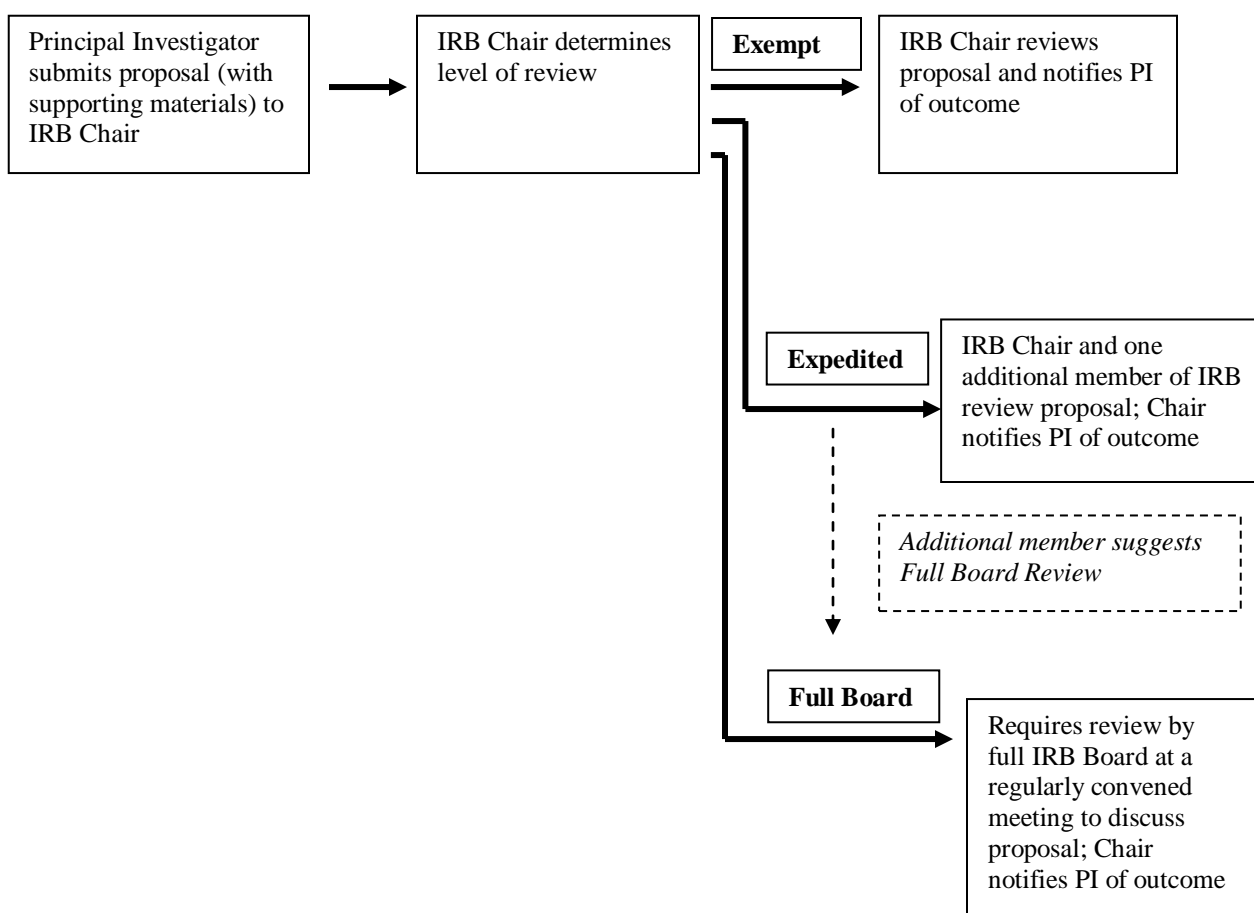 Principal Investigator
submits proposal (with
supporting materials) to
IRB Chair
IRB Chair determines
level of review
Exempt
IRB Chair reviews
proposal and notifies PI
of outcome
Expedited
IRB Chair and one
additional member of IRB
review proposal; Chair
notifies PI of outcome
Additional member suggests
Full Board Review
Full Board
Requires review by
full IRB Board at a
regularly convened
meeting to discuss
proposal; Chair
notifies PI of outcome